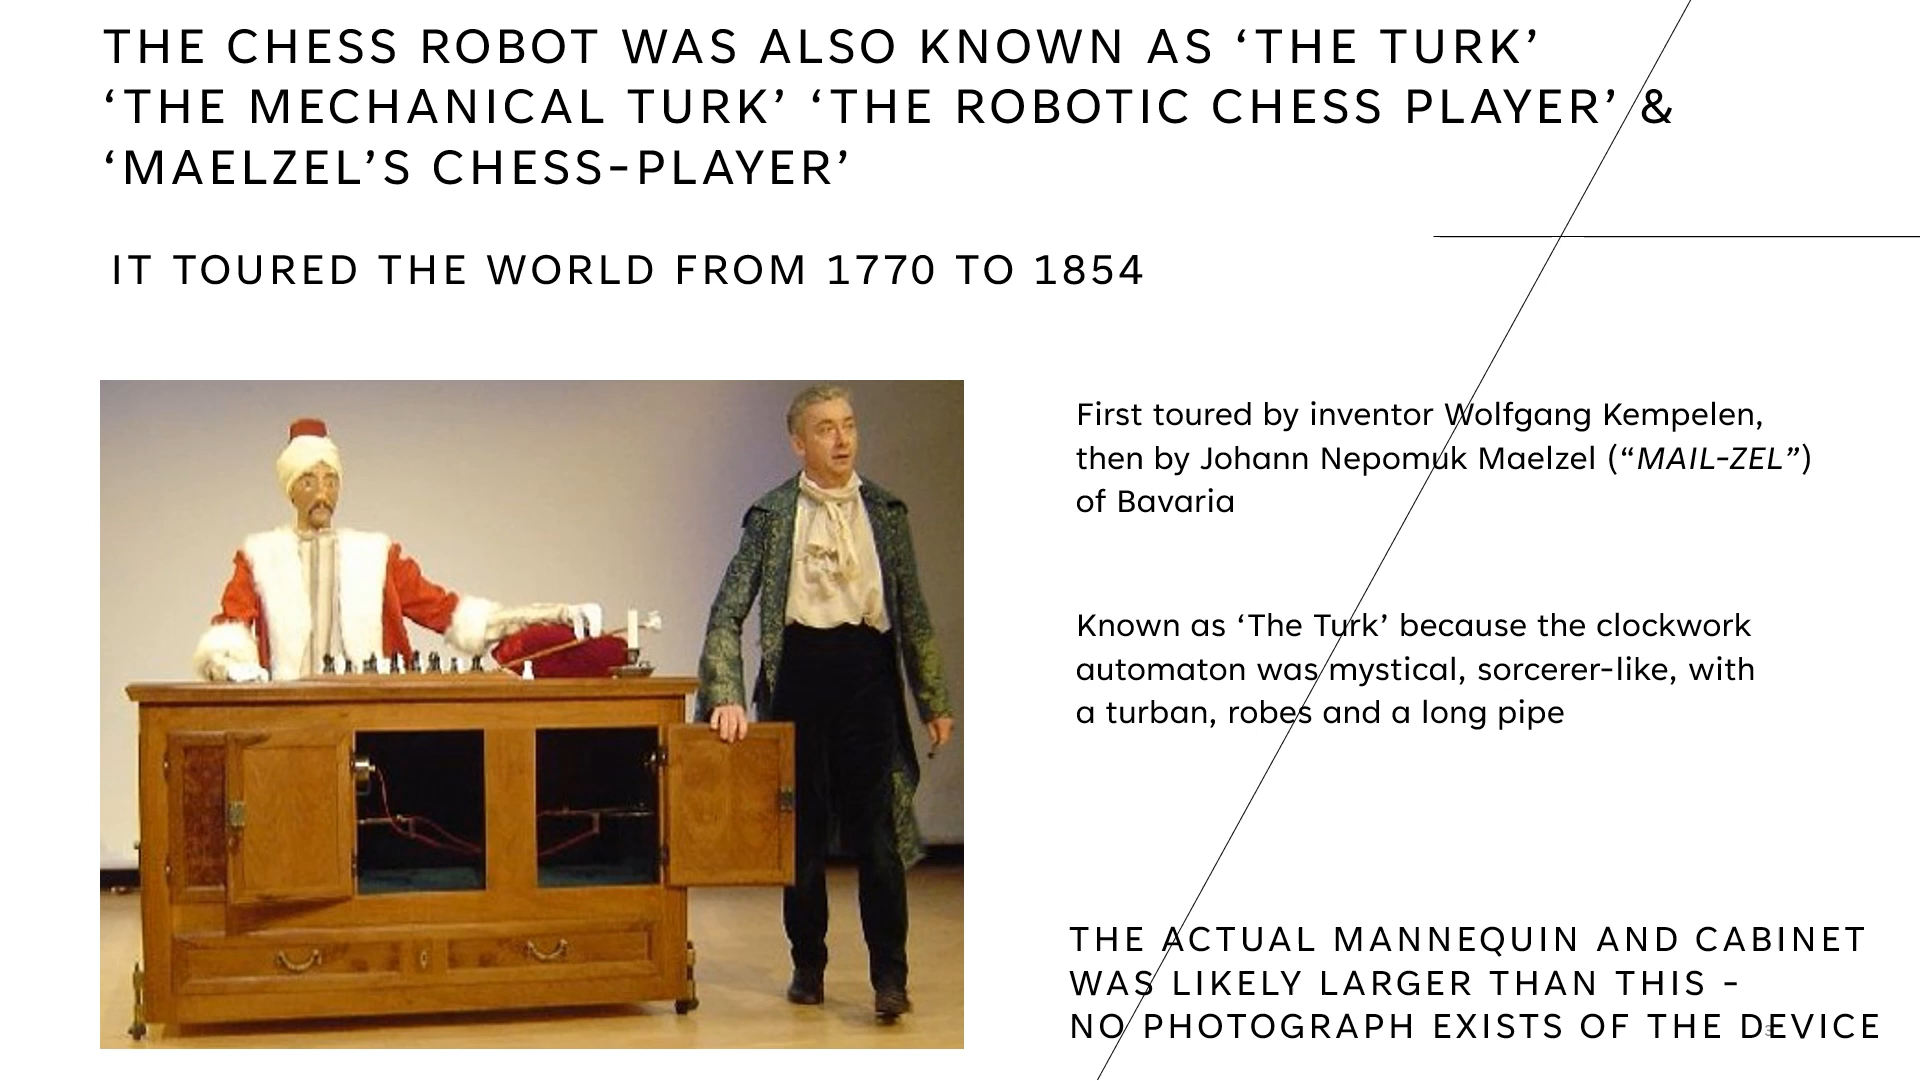 THE CHESS ROBOT WAS ALSO KNOWN AS ‘THE TURK’
‘THE MECHANICAL TURK’ ‘THE ROBOTIC CHESS PLAYER’ &
‘MAELZEL’S CHESS-PLAYER’
IT TOURED THE WORLD FROM 1770 TO 1854
First toured by inventor Wolfgang Kempelen,
then by Johann Nepomuk Maelzel (“MAIL-ZEL”)
of Bavaria
Known as ‘The Turk’ because the clockwork
automaton was mystical, sorcerer-like, with
a turban, robes and a long pipe
THE ACTUAL MANNEQUIN AND CABINET
WAS LIKELY LARGER THAN THIS -
NO PHOTOGRAPH EXISTS OF THE DEVICE
3